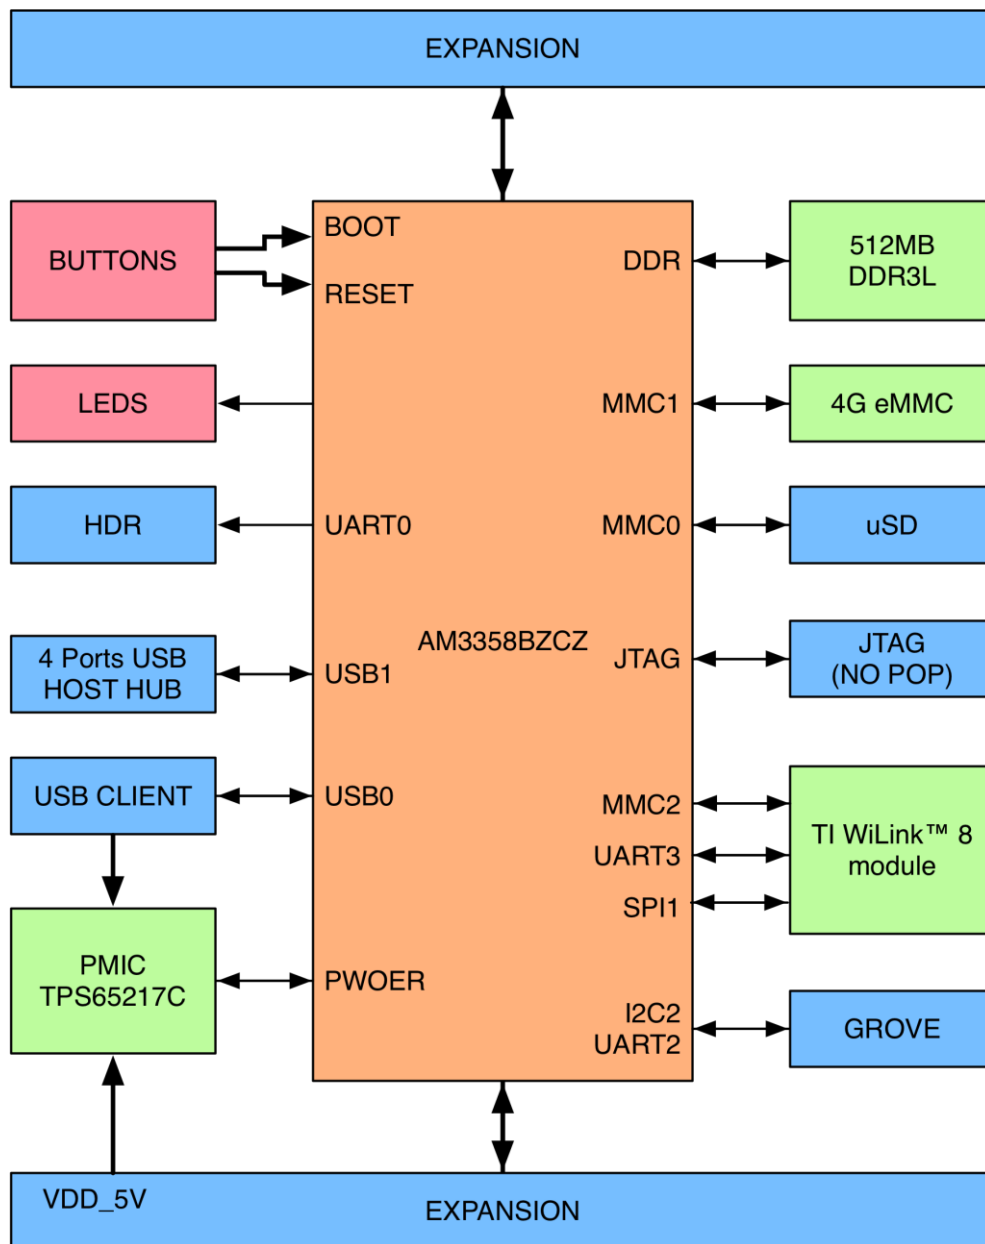 EXPANSION
BUTTONS
BOOT
RESET
DDR
512MB
DDR3L
LEDS
MMC1
4G eMMC
HDR
UART0
MMC0
uSD
AM3358BZCZ
4 Ports USB
HOST HUB
USB1
JTAG
JTAG
(NO POP)
USB CLIENT
USB0
MMC2
UART3
SPI1
TI WiLink™ 8
module
PMIC
TPS65217C
PWOER
I2C2
UART2
GROVE
VDD_5V
EXPANSION